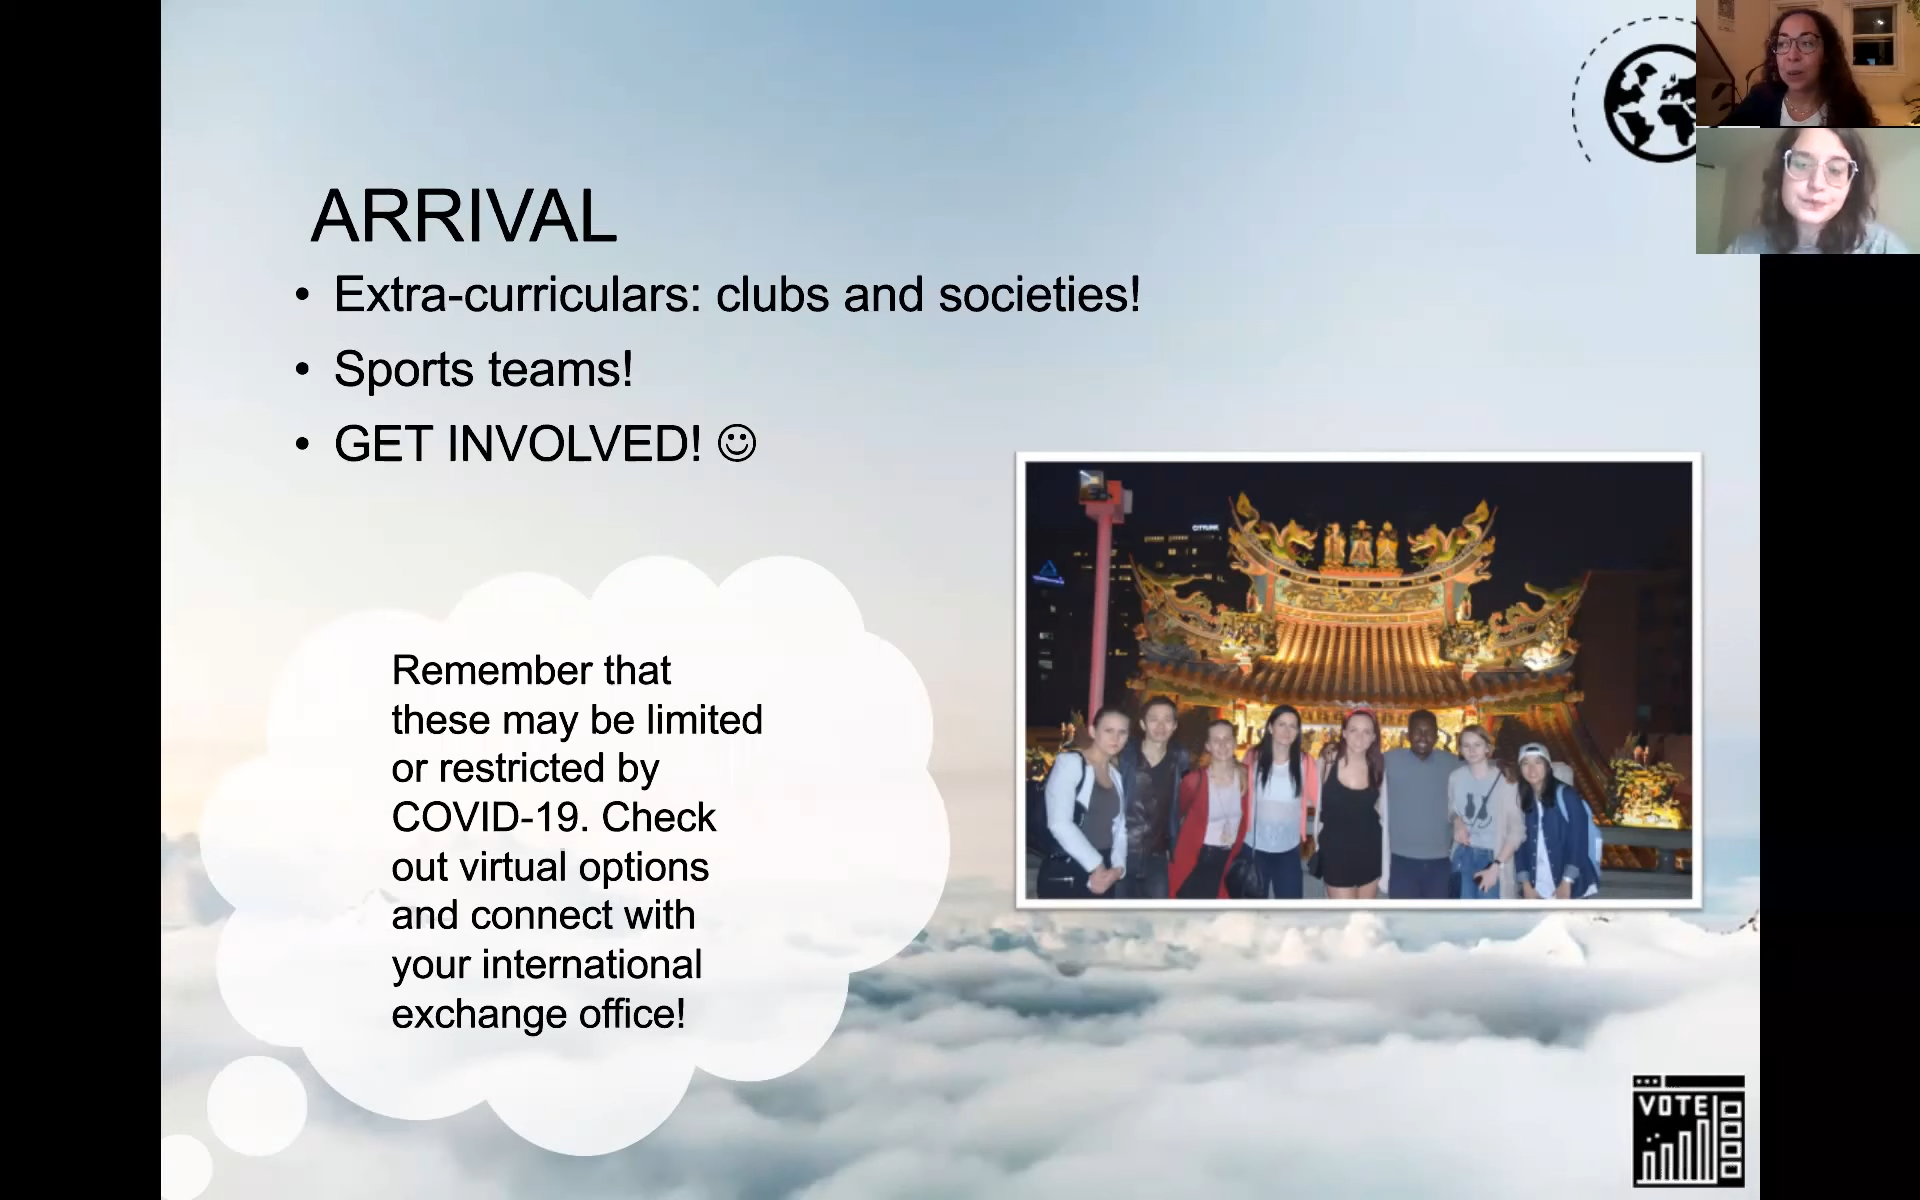 ARRIVAL
• Extra-curriculars: clubs and societies!
• Sports teams!
• GET INVOLVED! ☺
Remember that
these may be limited
or restricted by
COVID-19. Check
out virtual options
and connect with
your international
exchange office!
CITYLINK
VOTE